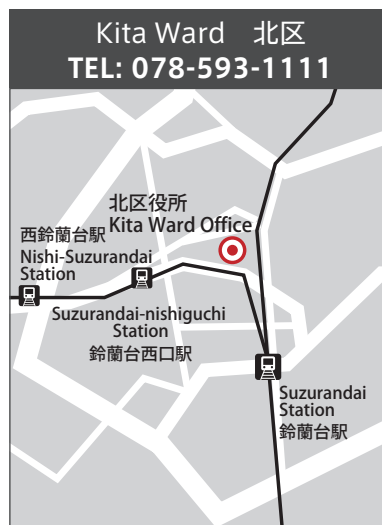 Kita Ward 北区
TEL: 078-593-1111
北区役所
Kita Ward Office
西鈴蘭台駅
Nishi-Suzurandai
Station
Suzurandai-nishiguchi
Station
鈴蘭台西口駅
Suzurandai
Station
鈴蘭台駅